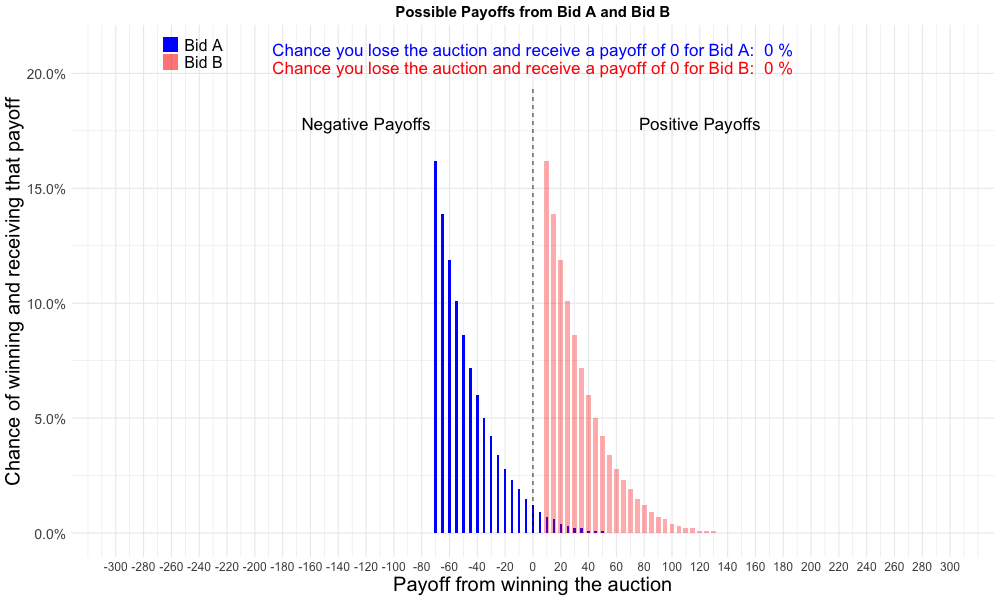 Possible Payoffs from Bid A and Bid B
Bid A
Bid B
Chance you lose the auction and receive a payoff of 0 for Bid A:  0 %
Chance you lose the auction and receive a payoff of 0 for Bid B:  0 %
Negative Payoffs
Positive Payoffs
Chance of winning and receiving that payoff
20.0%
15.0%
10.0%
5.0%
0.0%
-300 -280 -260 -240 -220 -200 -180 -160 -140 -120 -100 -80 -60 -40 -20 0 20 40 60 80 100 120 140 160 180 200 220 240 260 280 300
Payoff from winning the auction